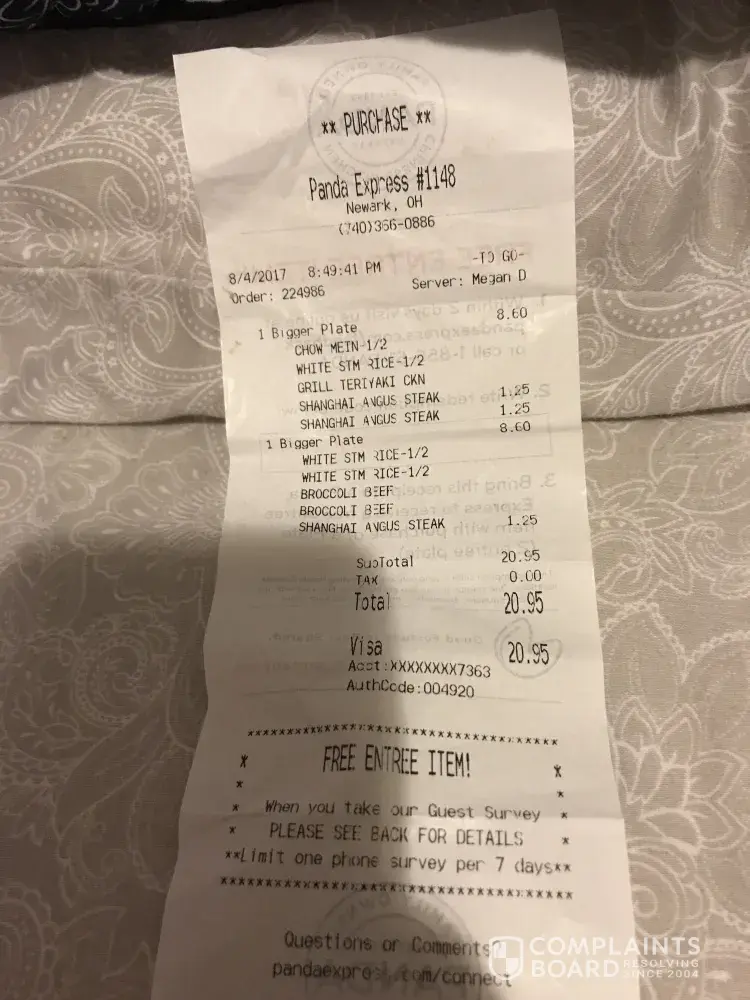 ** PURCHASE **
Panda Express #1148
Newark, OH
(740)366-0886
8/4/2017 8:49:41 PM -TO GO-
Order: 224986 Server: Megan D
1 Bigger Plate 8.60
CHOW MEIN-1/2
WHITE STM RICE-1/2
GRILL TERIYAKI CKN
SHANGHAI ANGUS STEAK 1.25
SHANGHAI ANGUS STEAK 1.25
1 Bigger Plate 8.60
WHITE STM RICE-1/2
WHITE STM RICE-1/2
BROCCOLI BEEF
BROCCOLI BEEF
SHANGHAI ANGUS STEAK 1.25
SubTotal 20.95
TAX 0.00
Total 20.95
Visa 20.95
Acct:XXXXXXXX7363
AuthCode:004920
FREE ENTREE ITEM!
When you take our Guest Survey
PLEASE SEE BACK FOR DETAILS
**Limit one phone survey per 7 days**
Questions or Comments?
pandaexpress.com/connect
COMPLAINTS
BOARD RESOLVING
SINCE 2004